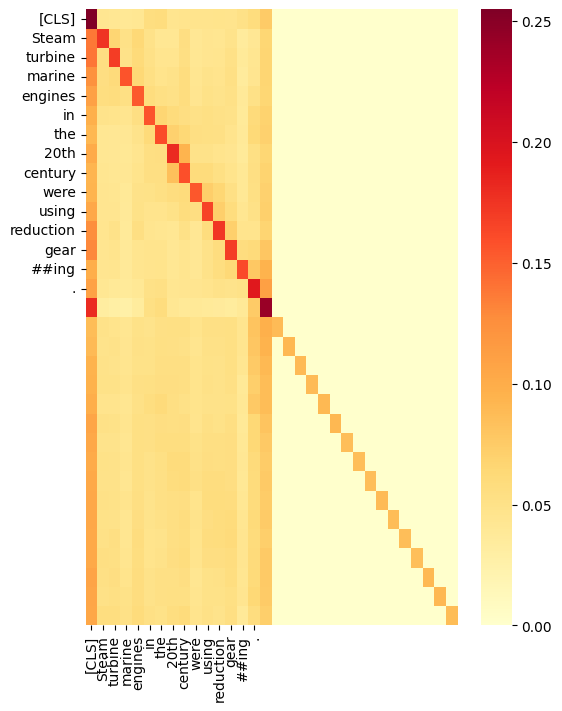 [CLS]
Steam
turbine
marine
engines
in
the
20th
century
were
using
reduction
gear
##ing
.
0.25
0.20
0.15
0.10
0.05
0.00
[CLS]
Steam
turbine
marine
engines
in
the
20th
century
were
using
reduction
gear
##ing
.